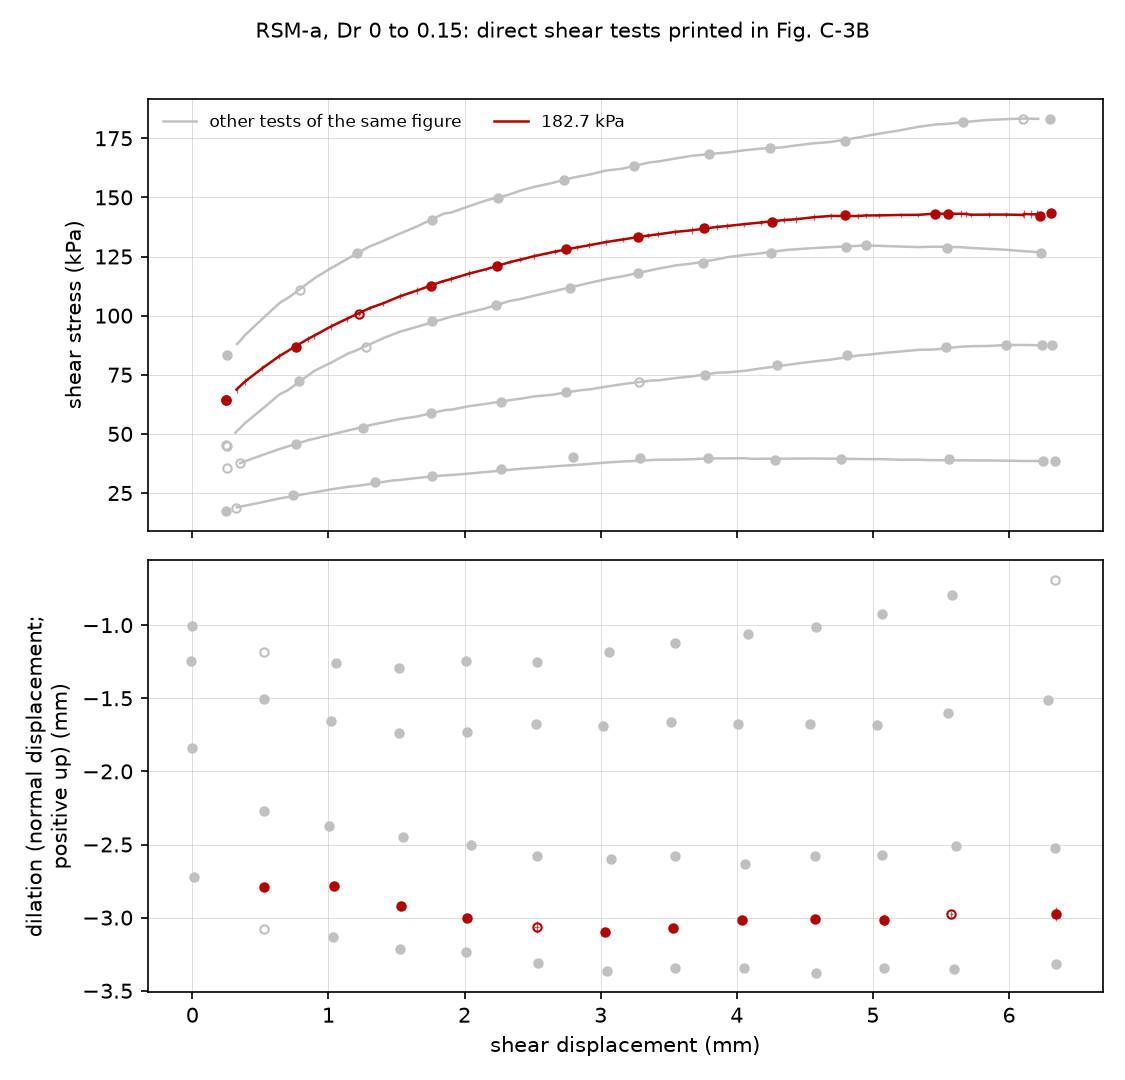 RSM-a, Dr 0 to 0.15: direct shear tests printed in Fig. C-3B
other tests of the same figure
182.7 kPa
175
150
125
100
75
50
25
shear stress (kPa)
−1.0
−1.5
−2.0
−2.5
−3.0
−3.5
dilation (normal displacement;
positive up) (mm)
0 1 2 3 4 5 6
shear displacement (mm)